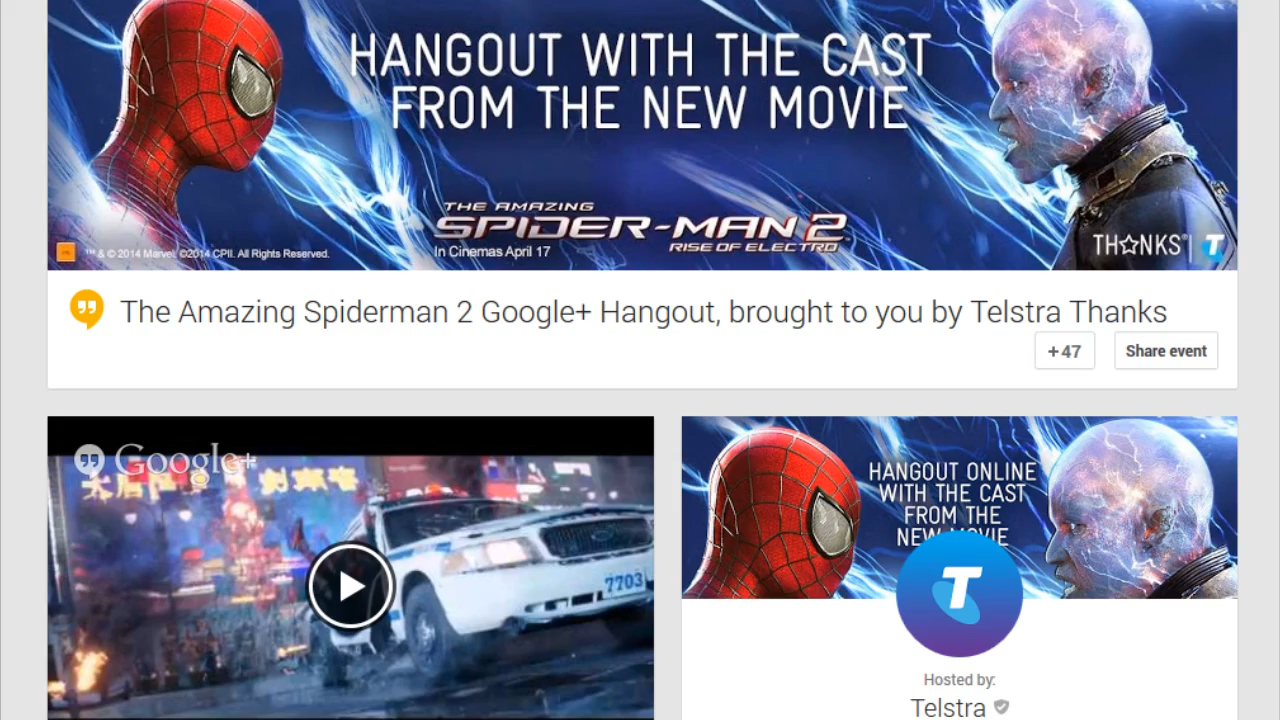 HANGOUT WITH THE CAST
FROM THE NEW MOVIE
THE AMAZING
SPIDER-MAN 2
RISE OF ELECTRO
In Cinemas April 17
™ & © 2014 Marvel. ©2014 CPII. All Rights Reserved.
TH☆NKS® | T
The Amazing Spiderman 2 Google+ Hangout, brought to you by Telstra Thanks
+47
Share event
Google+
7703
HANGOUT ONLINE
WITH THE CAST
FROM THE
NEW MOVIE
T
Hosted by:
Telstra